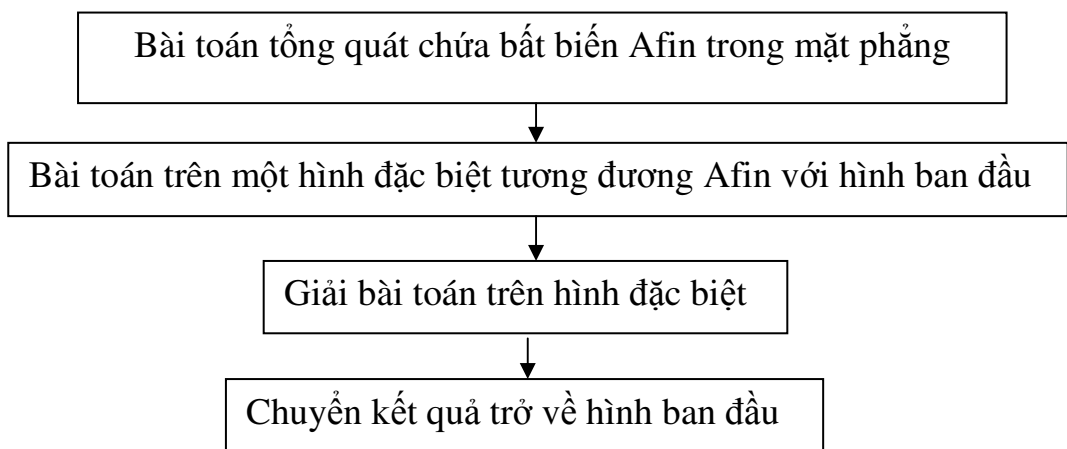 Bài toán tổng quát chứa bất biến Afin trong mặt phẳng
Bài toán trên một hình đặc biệt tương đương Afin với hình ban đầu
Giải bài toán trên hình đặc biệt
Chuyển kết quả trở về hình ban đầu